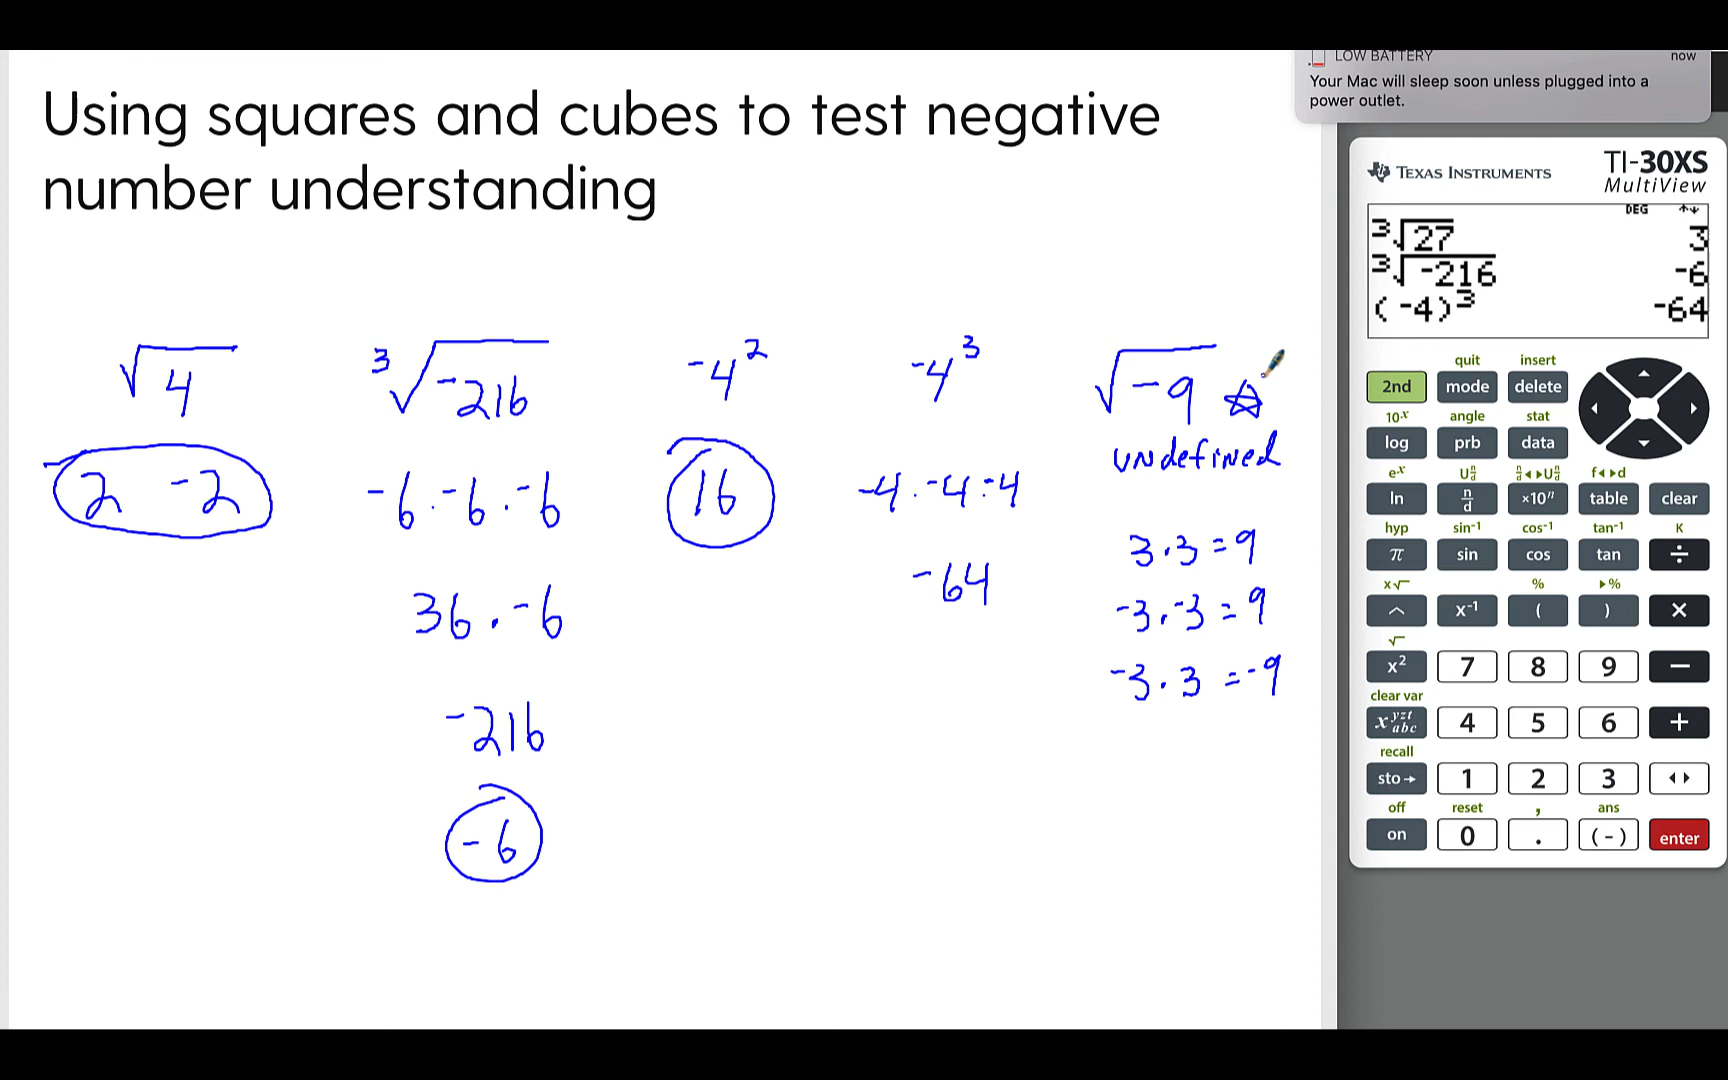 LOW BATTERY now
Your Mac will sleep soon unless plugged into a
power outlet.
Using squares and cubes to test negative
number understanding
√4
2 -2
³√-216
-6 · -6 · -6
36 · -6
-216
-6
-4²
16
-4³
-4 · -4 · -4
-64
√-9
undefined
3 · 3 = 9
-3 · -3 = 9
-3 · 3 = -9
TEXAS INSTRUMENTS TI-30XS
MultiView
DEG
³√27 3
³√-216 -6
(-4)³ -64
quit insert
2nd mode delete
10ˣ angle stat
log prb data
eˣ U n/d n/d ◄►U n/d f◄►d
ln n/d ×10ⁿ table clear
hyp sin⁻¹ cos⁻¹ tan⁻¹ K
π sin cos tan ÷
ˣ√ % ►%
^ x⁻¹ ( ) ×
√
x² 7 8 9 −
clear var
x yzt abc 4 5 6 +
recall
sto→ 1 2 3 ◄►
off reset , ans
on 0 . (-) enter